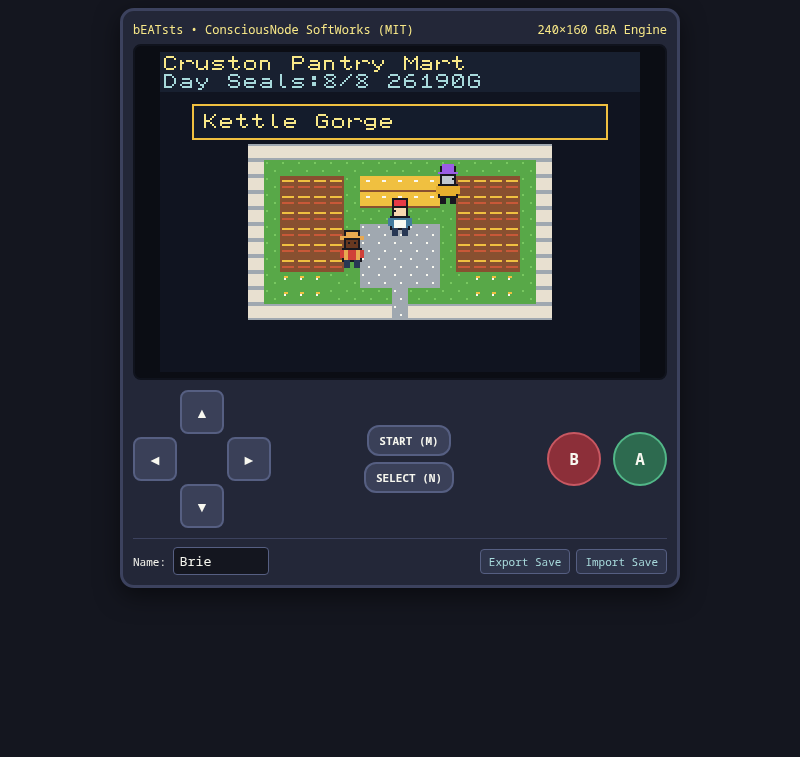 bEATsts • ConsciousNode SoftWorks (MIT)
240×160 GBA Engine
Cruston Pantry Mart
Day Seals:8/8 26190G
Kettle Gorge
▲
◀
▶
▼
START (M)
SELECT (N)
B
A
Name:
Brie
Export Save
Import Save